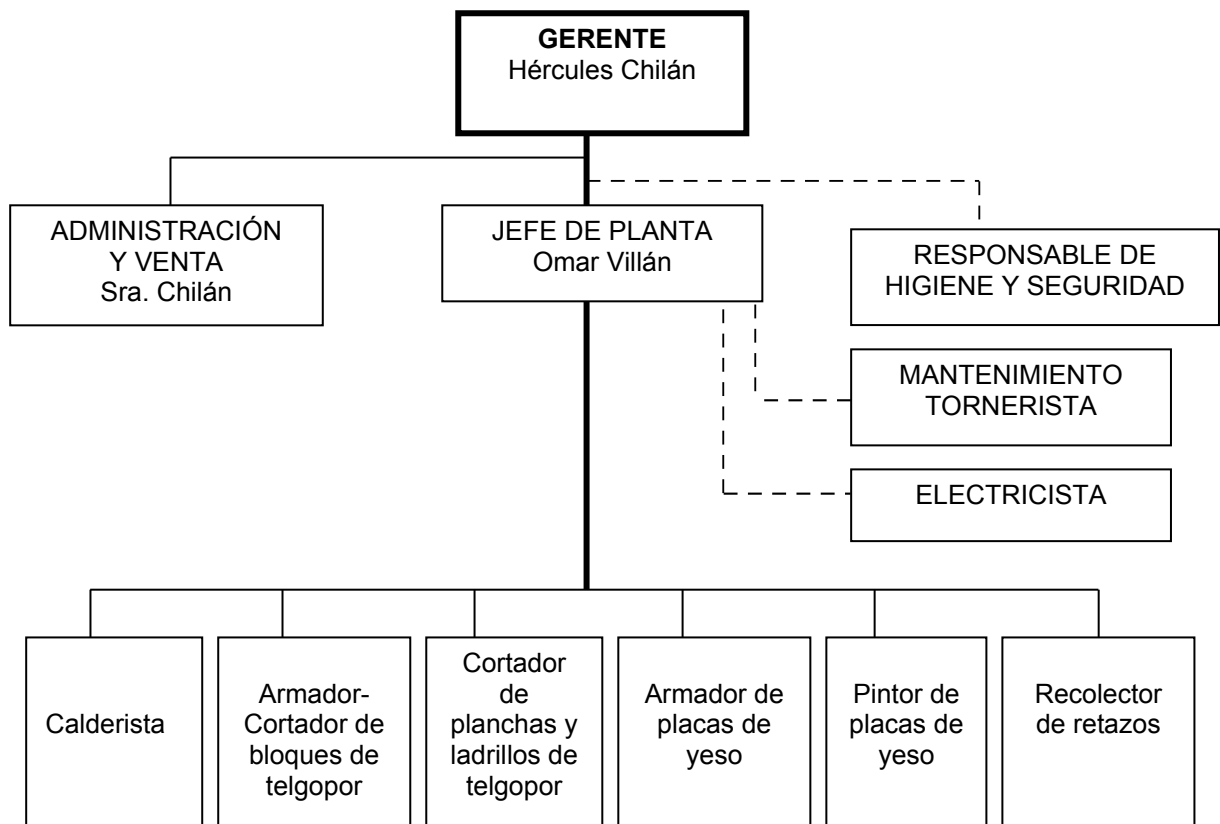 GERENTE
Hércules Chilán
ADMINISTRACIÓN
Y VENTA
Sra. Chilán
JEFE DE PLANTA
Omar Villán
RESPONSABLE DE
HIGIENE Y SEGURIDAD
MANTENIMIENTO
TORNERISTA
ELECTRICISTA
Calderista
Armador-
Cortador de
bloques de
telgopor
Cortador
de
planchas y
ladrillos de
telgopor
Armador de
placas de
yeso
Pintor de
placas de
yeso
Recolector
de retazos